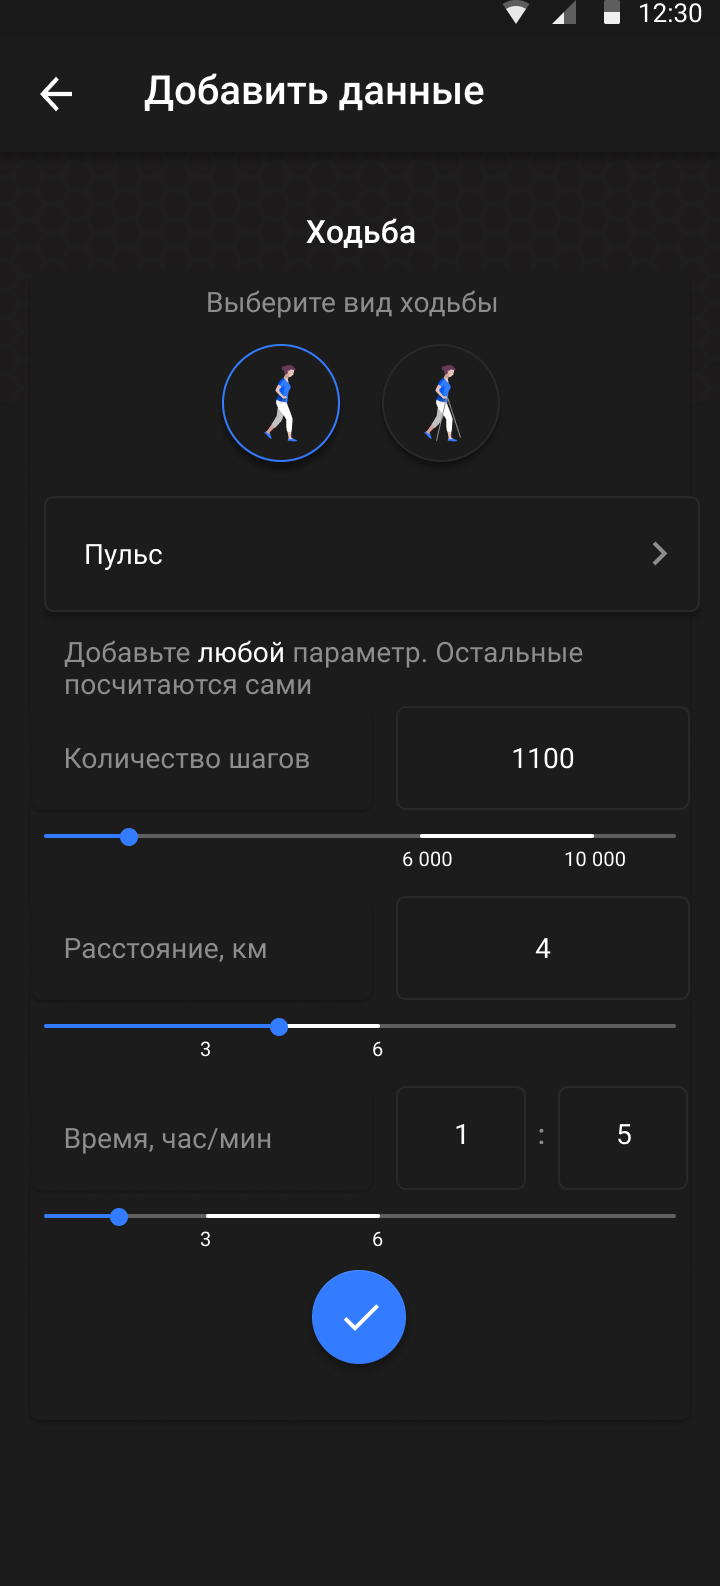 12:30
Добавить данные
Ходьба
Выберите вид ходьбы
Пульс
Добавьте любой параметр. Остальные
посчитаются сами
Количество шагов
1100
6 000
10 000
Расстояние, км
4
3
6
Время, час/мин
1 : 5
3
6